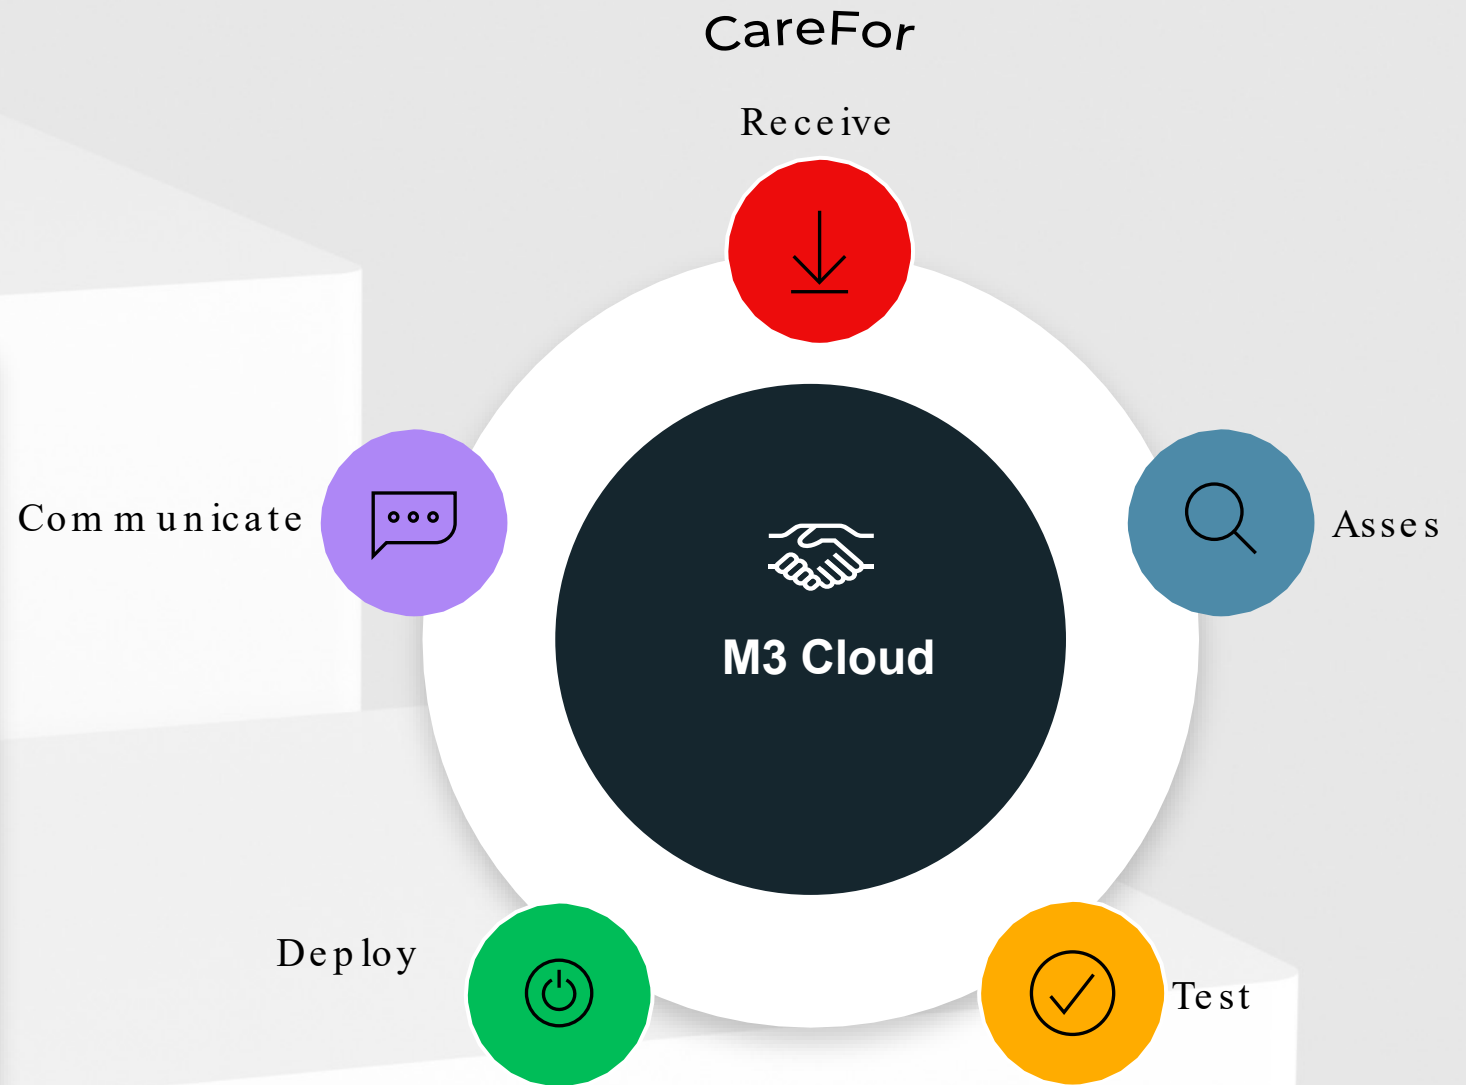 CareFor
Receive
Communicate
Asses
M3 Cloud
Deploy
Test